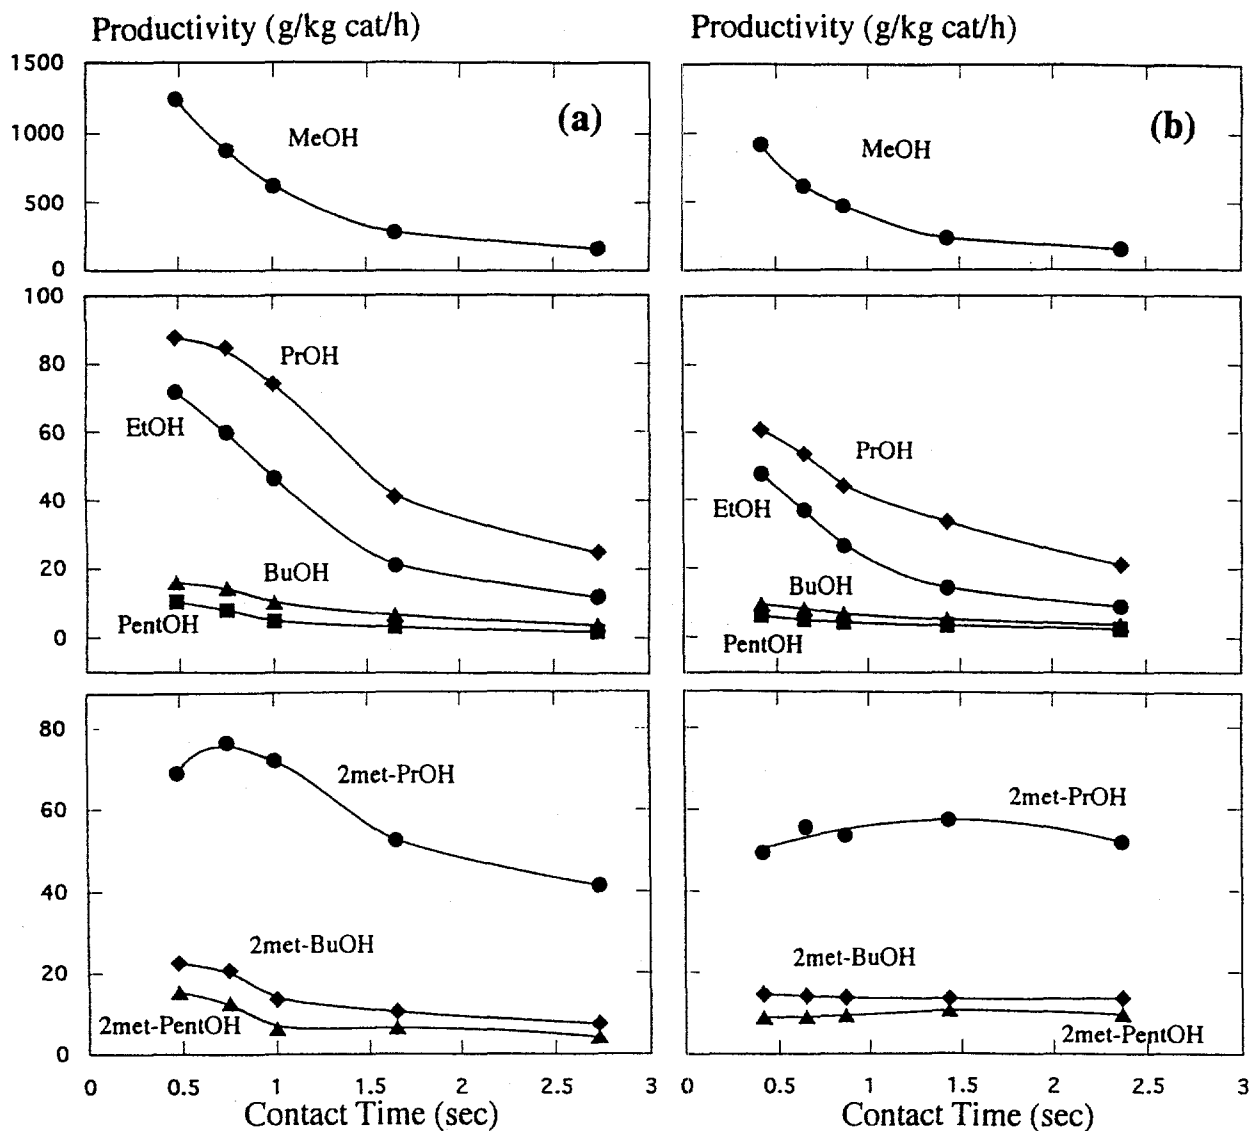 Productivity (g/kg cat/h)
Productivity (g/kg cat/h)
1500
1000
500
0
MeOH
(a)
MeOH
(b)
100
80
60
40
20
0
PrOH
EtOH
BuOH
PentOH
PrOH
EtOH
BuOH
PentOH
80
60
40
20
0
2met-PrOH
2met-BuOH
2met-PentOH
2met-PrOH
2met-BuOH
2met-PentOH
0 0.5 1 1.5 2 2.5 3
0 0.5 1 1.5 2 2.5 3
Contact Time (sec)
Contact Time (sec)